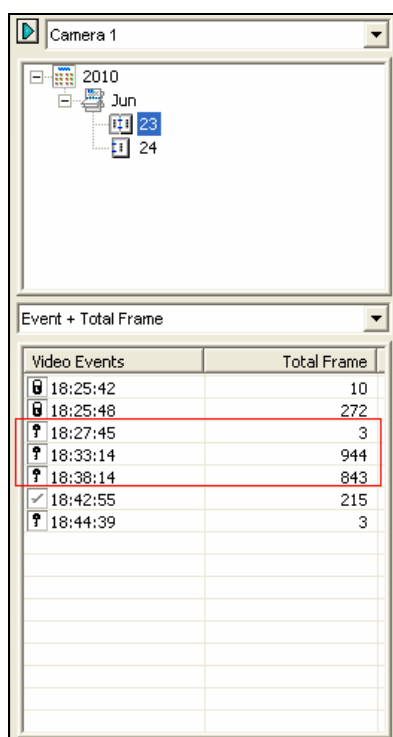 Camera 1
2010
Jun
23
24
Event + Total Frame
Video Events Total Frame
18:25:42 10
18:25:48 272
18:27:45 3
18:33:14 944
18:38:14 843
18:42:55 215
18:44:39 3